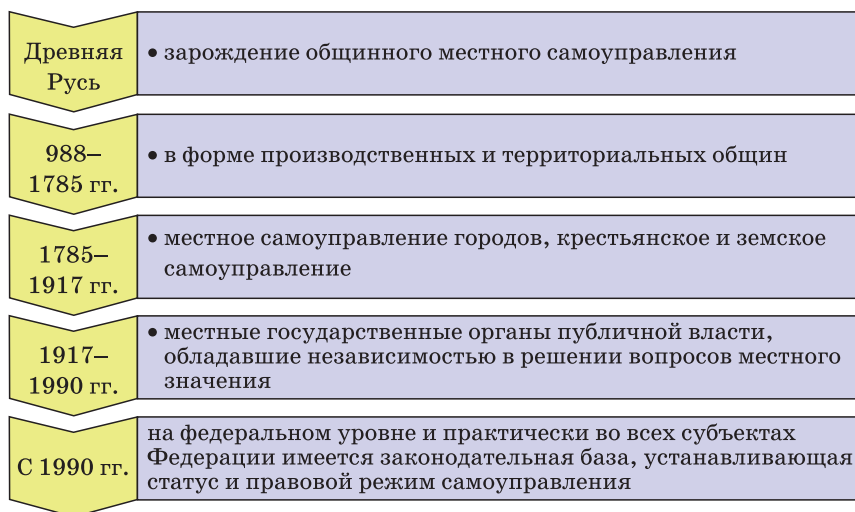 Древняя
Русь
• зарождение общинного местного самоуправления
988–
1785 гг.
• в форме производственных и территориальных общин
1785–
1917 гг.
• местное самоуправление городов, крестьянское и земское
самоуправление
1917–
1990 гг.
• местные государственные органы публичной власти,
обладавшие независимостью в решении вопросов местного
значения
С 1990 гг.
на федеральном уровне и практически во всех субъектах
Федерации имеется законодательная база, устанавливающая
статус и правовой режим самоуправления